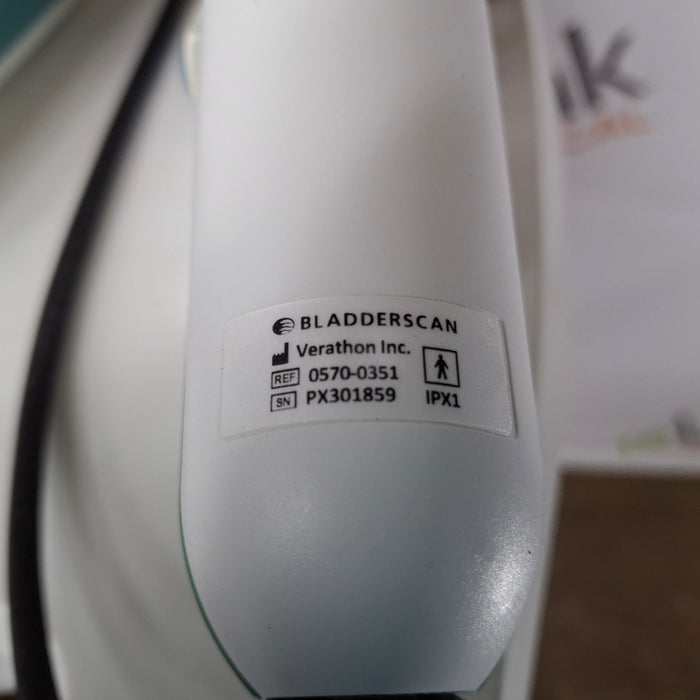 BLADDERSCAN
Verathon Inc.
REF 0570-0351
SN PX301859 IPX1